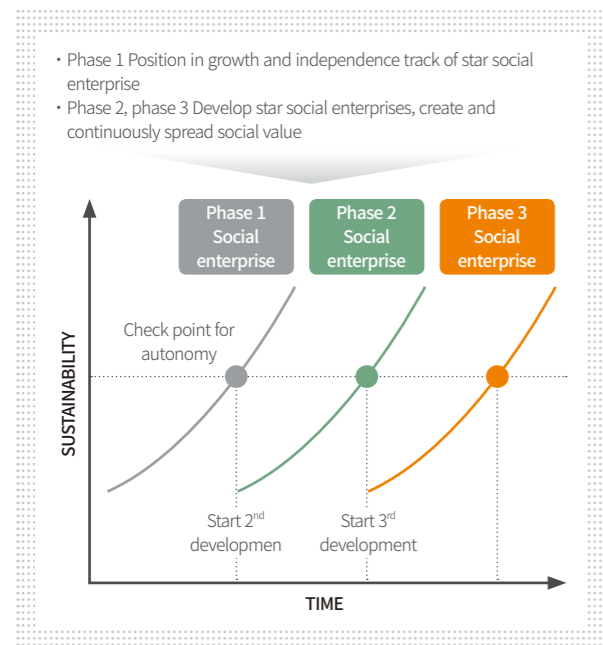 ・Phase 1 Position in growth and independence track of star social
enterprise
・Phase 2, phase 3 Develop star social enterprises, create and
continuously spread social value
Phase 1
Social
enterprise
Phase 2
Social
enterprise
Phase 3
Social
enterprise
Check point for
autonomy
SUSTAINABILITY
Start 2nd
developmen
Start 3rd
development
TIME